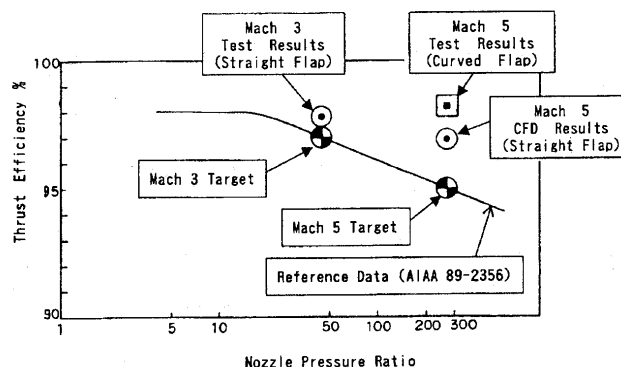 Mach 3
Test Results
(Straight Flap)
Mach 5
Test Results
(Curved Flap)
Mach 5
CFD Results
(Straight Flap)
Mach 3 Target
Mach 5 Target
Reference Data (AIAA 89-2356)
Thrust Efficiency %
100
95
90
1
5
10
50
100
200
300
Nozzle Pressure Ratio